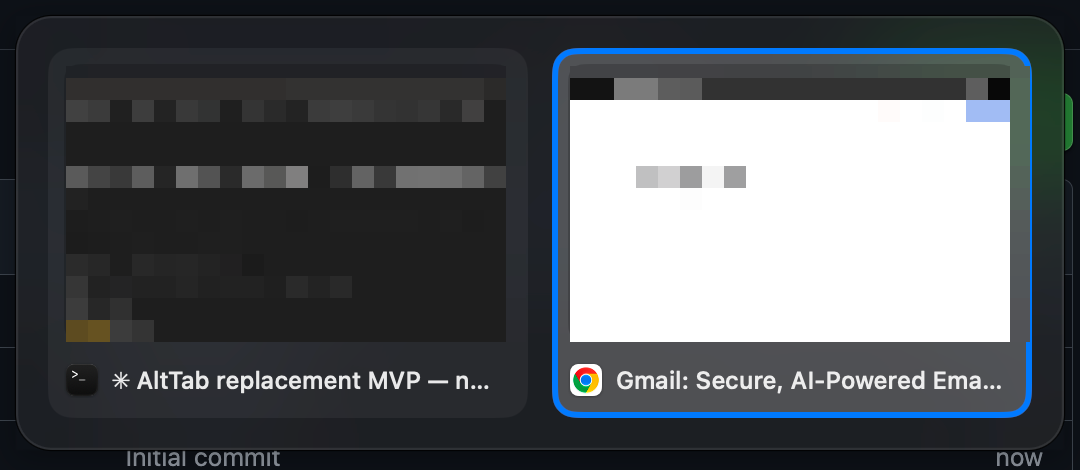 ✳ AltTab replacement MVP — n...
Gmail: Secure, AI-Powered Ema...
Initial commit
now